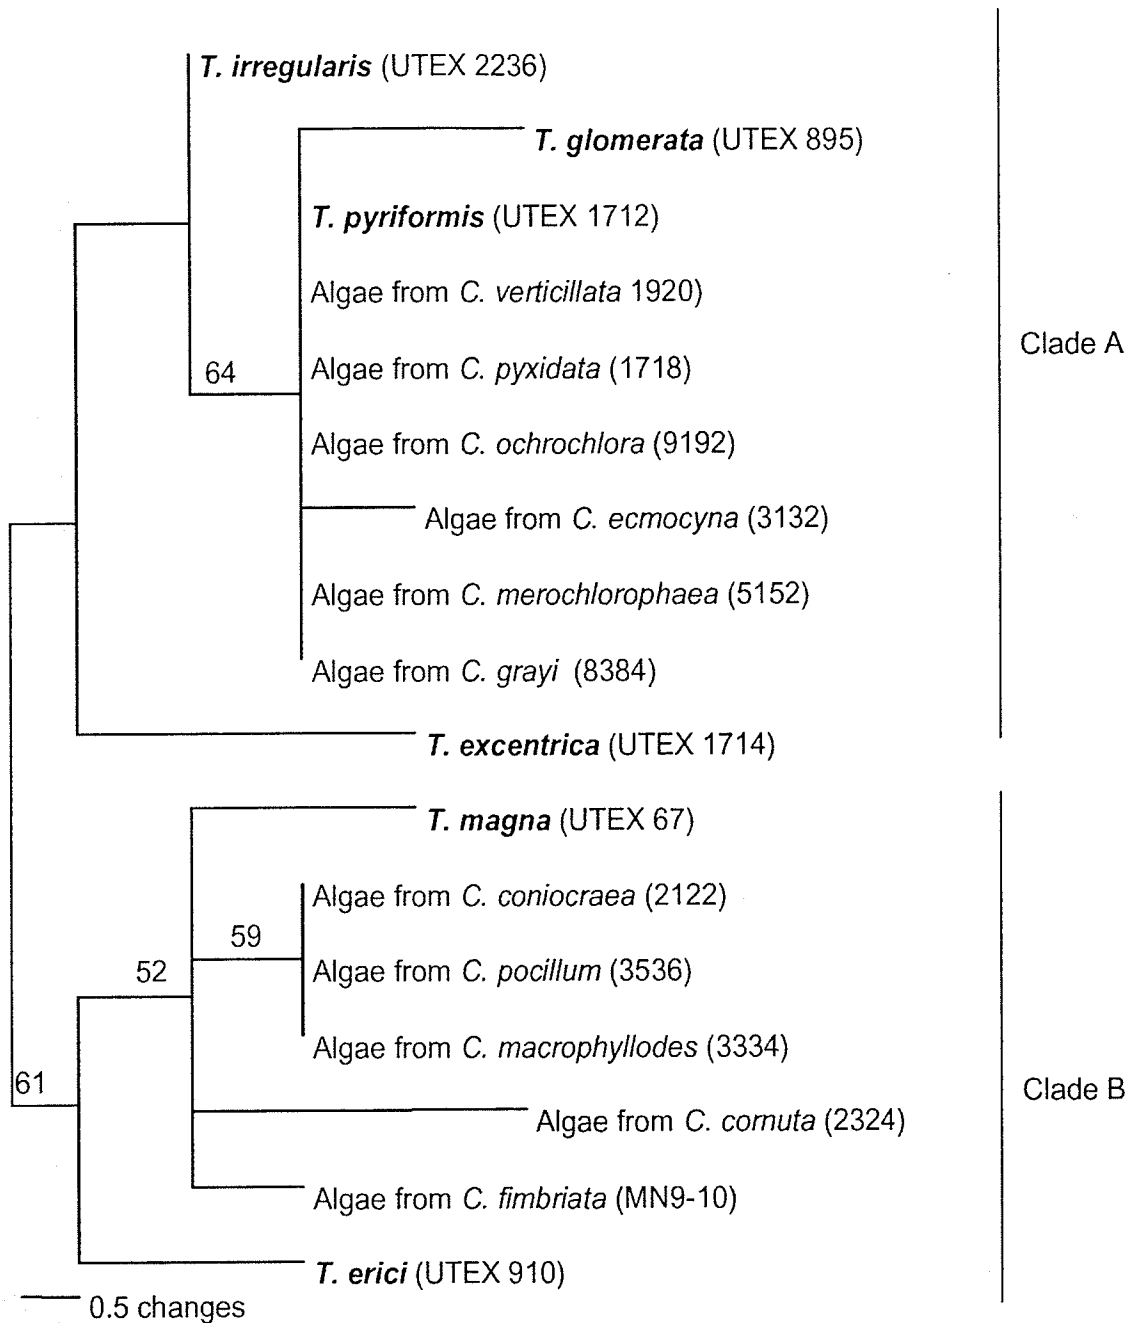 T. irregularis (UTEX 2236)
T. glomerata (UTEX 895)
T. pyriformis (UTEX 1712)
Algae from C. verticillata 1920)
Algae from C. pyxidata (1718)
Clade A
64
Algae from C. ochrochlora (9192)
Algae from C. ecmocyna (3132)
Algae from C. merochlorophaea (5152)
Algae from C. grayi (8384)
T. excentrica (UTEX 1714)
T. magna (UTEX 67)
Algae from C. coniocraea (2122)
59
52
Algae from C. pocillum (3536)
Algae from C. macrophyllodes (3334)
61
Clade B
Algae from C. cornuta (2324)
Algae from C. fimbriata (MN9-10)
T. erici (UTEX 910)
0.5 changes